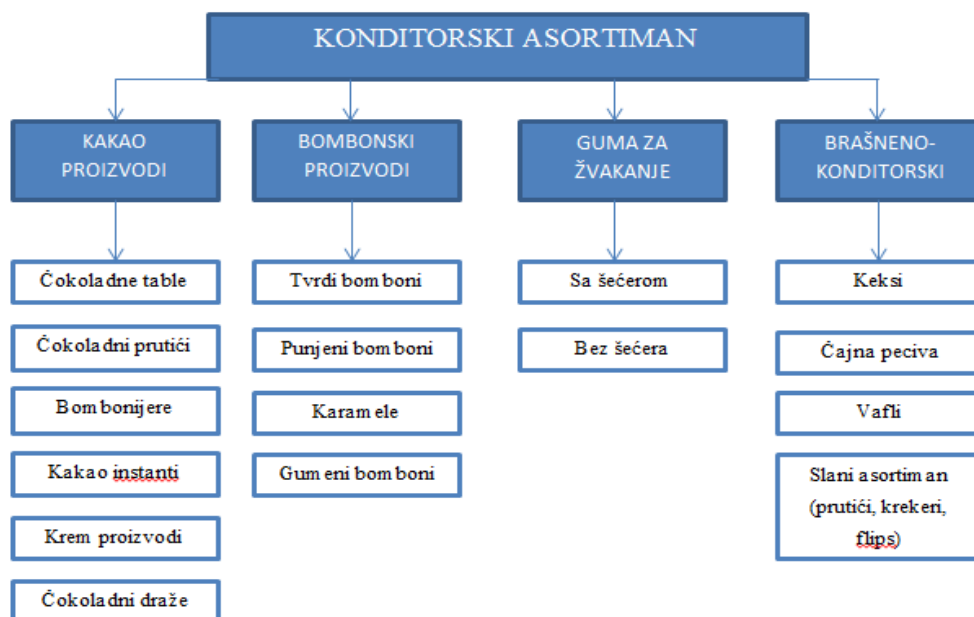 KONDITORSKI ASORTIMAN
KAKAO
PROIZVODI
BOMBONSKI
PROIZVODI
GUMA ZA
ŽVAKANJE
BRAŠNENO-
KONDITORSKI
Čokoladne table
Čokoladni prutići
Bombonijere
Kakao instanti
Krem proizvodi
Čokoladni draže
Tvrdi bomboni
Punjeni bomboni
Karamele
Gumeni bomboni
Sa šećerom
Bez šećera
Keksi
Čajna peciva
Vafli
Slani asortiman
(prutići, krekeri,
flips)